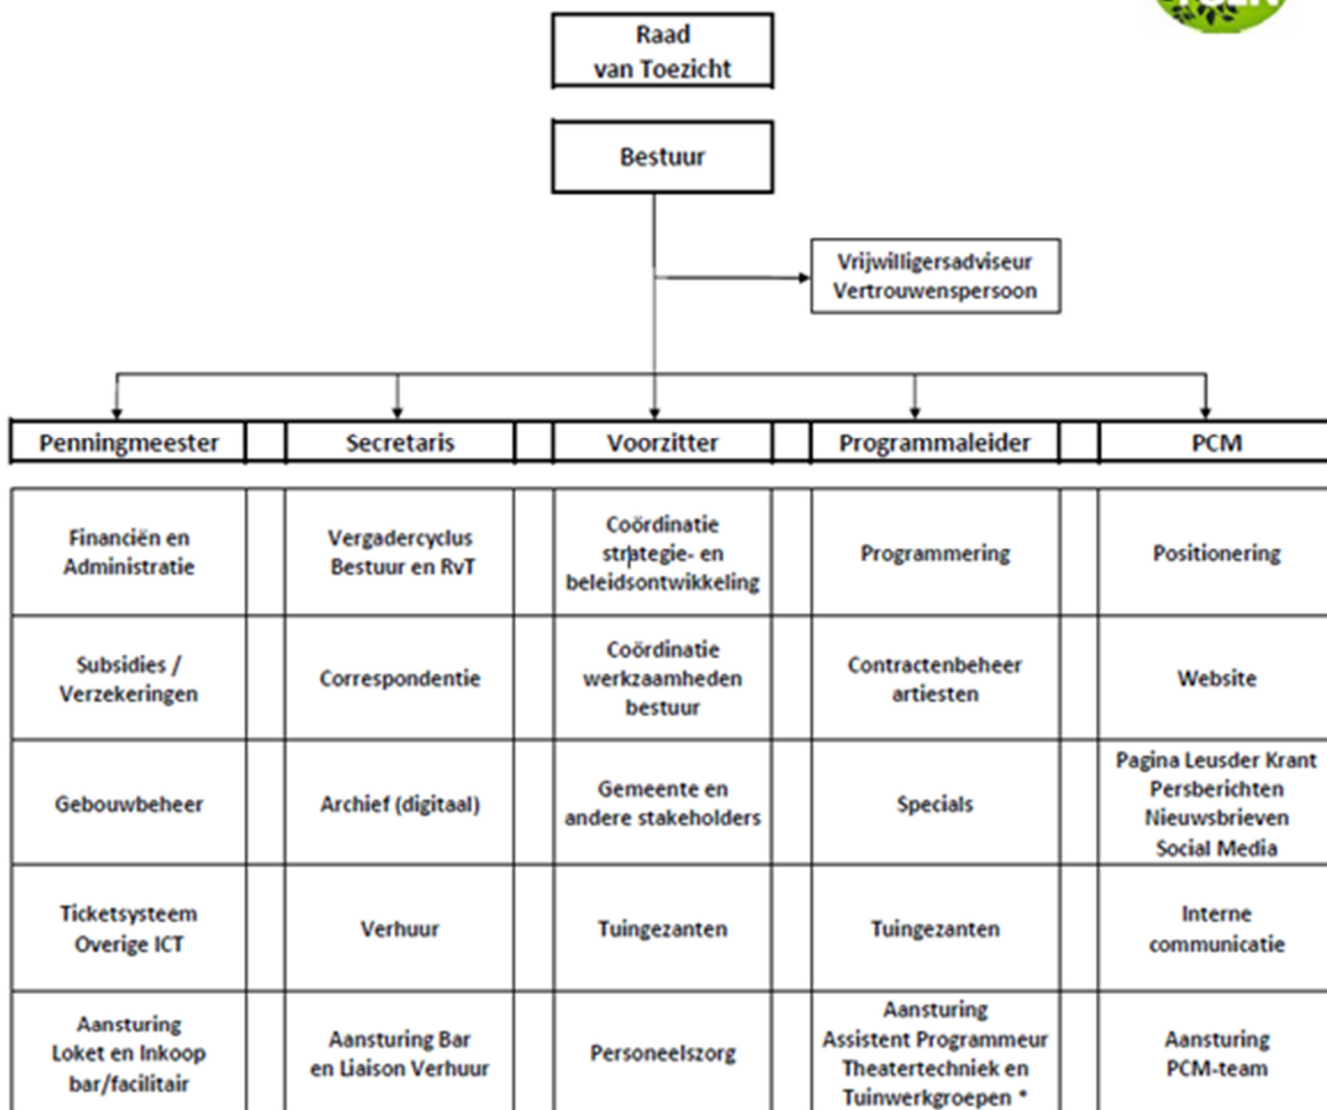 Raad
van Toezicht
Bestuur
Vrijwilligersadviseur
Vertrouwenspersoon
Penningmeester
Secretaris
Voorzitter
Programmaleider
PCM
Financiën en
Administratie
Vergadercyclus
Bestuur en RvT
Coördinatie
strategie- en
beleidsontwikkeling
Programmering
Positionering
Subsidies /
Verzekeringen
Correspondentie
Coördinatie
werkzaamheden
bestuur
Contractenbeheer
artiesten
Website
Gebouwbeheer
Archief (digitaal)
Gemeente en
andere stakeholders
Specials
Pagina Leusder Krant
Persberichten
Nieuwsbrieven
Social Media
Ticketsysteem
Overige ICT
Verhuur
Tuingezanten
Tuingezanten
Interne
communicatie
Aansturing
Loket en Inkoop
bar/facilitair
Aansturing Bar
en Liaison Verhuur
Personeelszorg
Aansturing
Assistent Programmeur
Theatertechniek en
Tuinwerkgroepen *
Aansturing
PCM-team